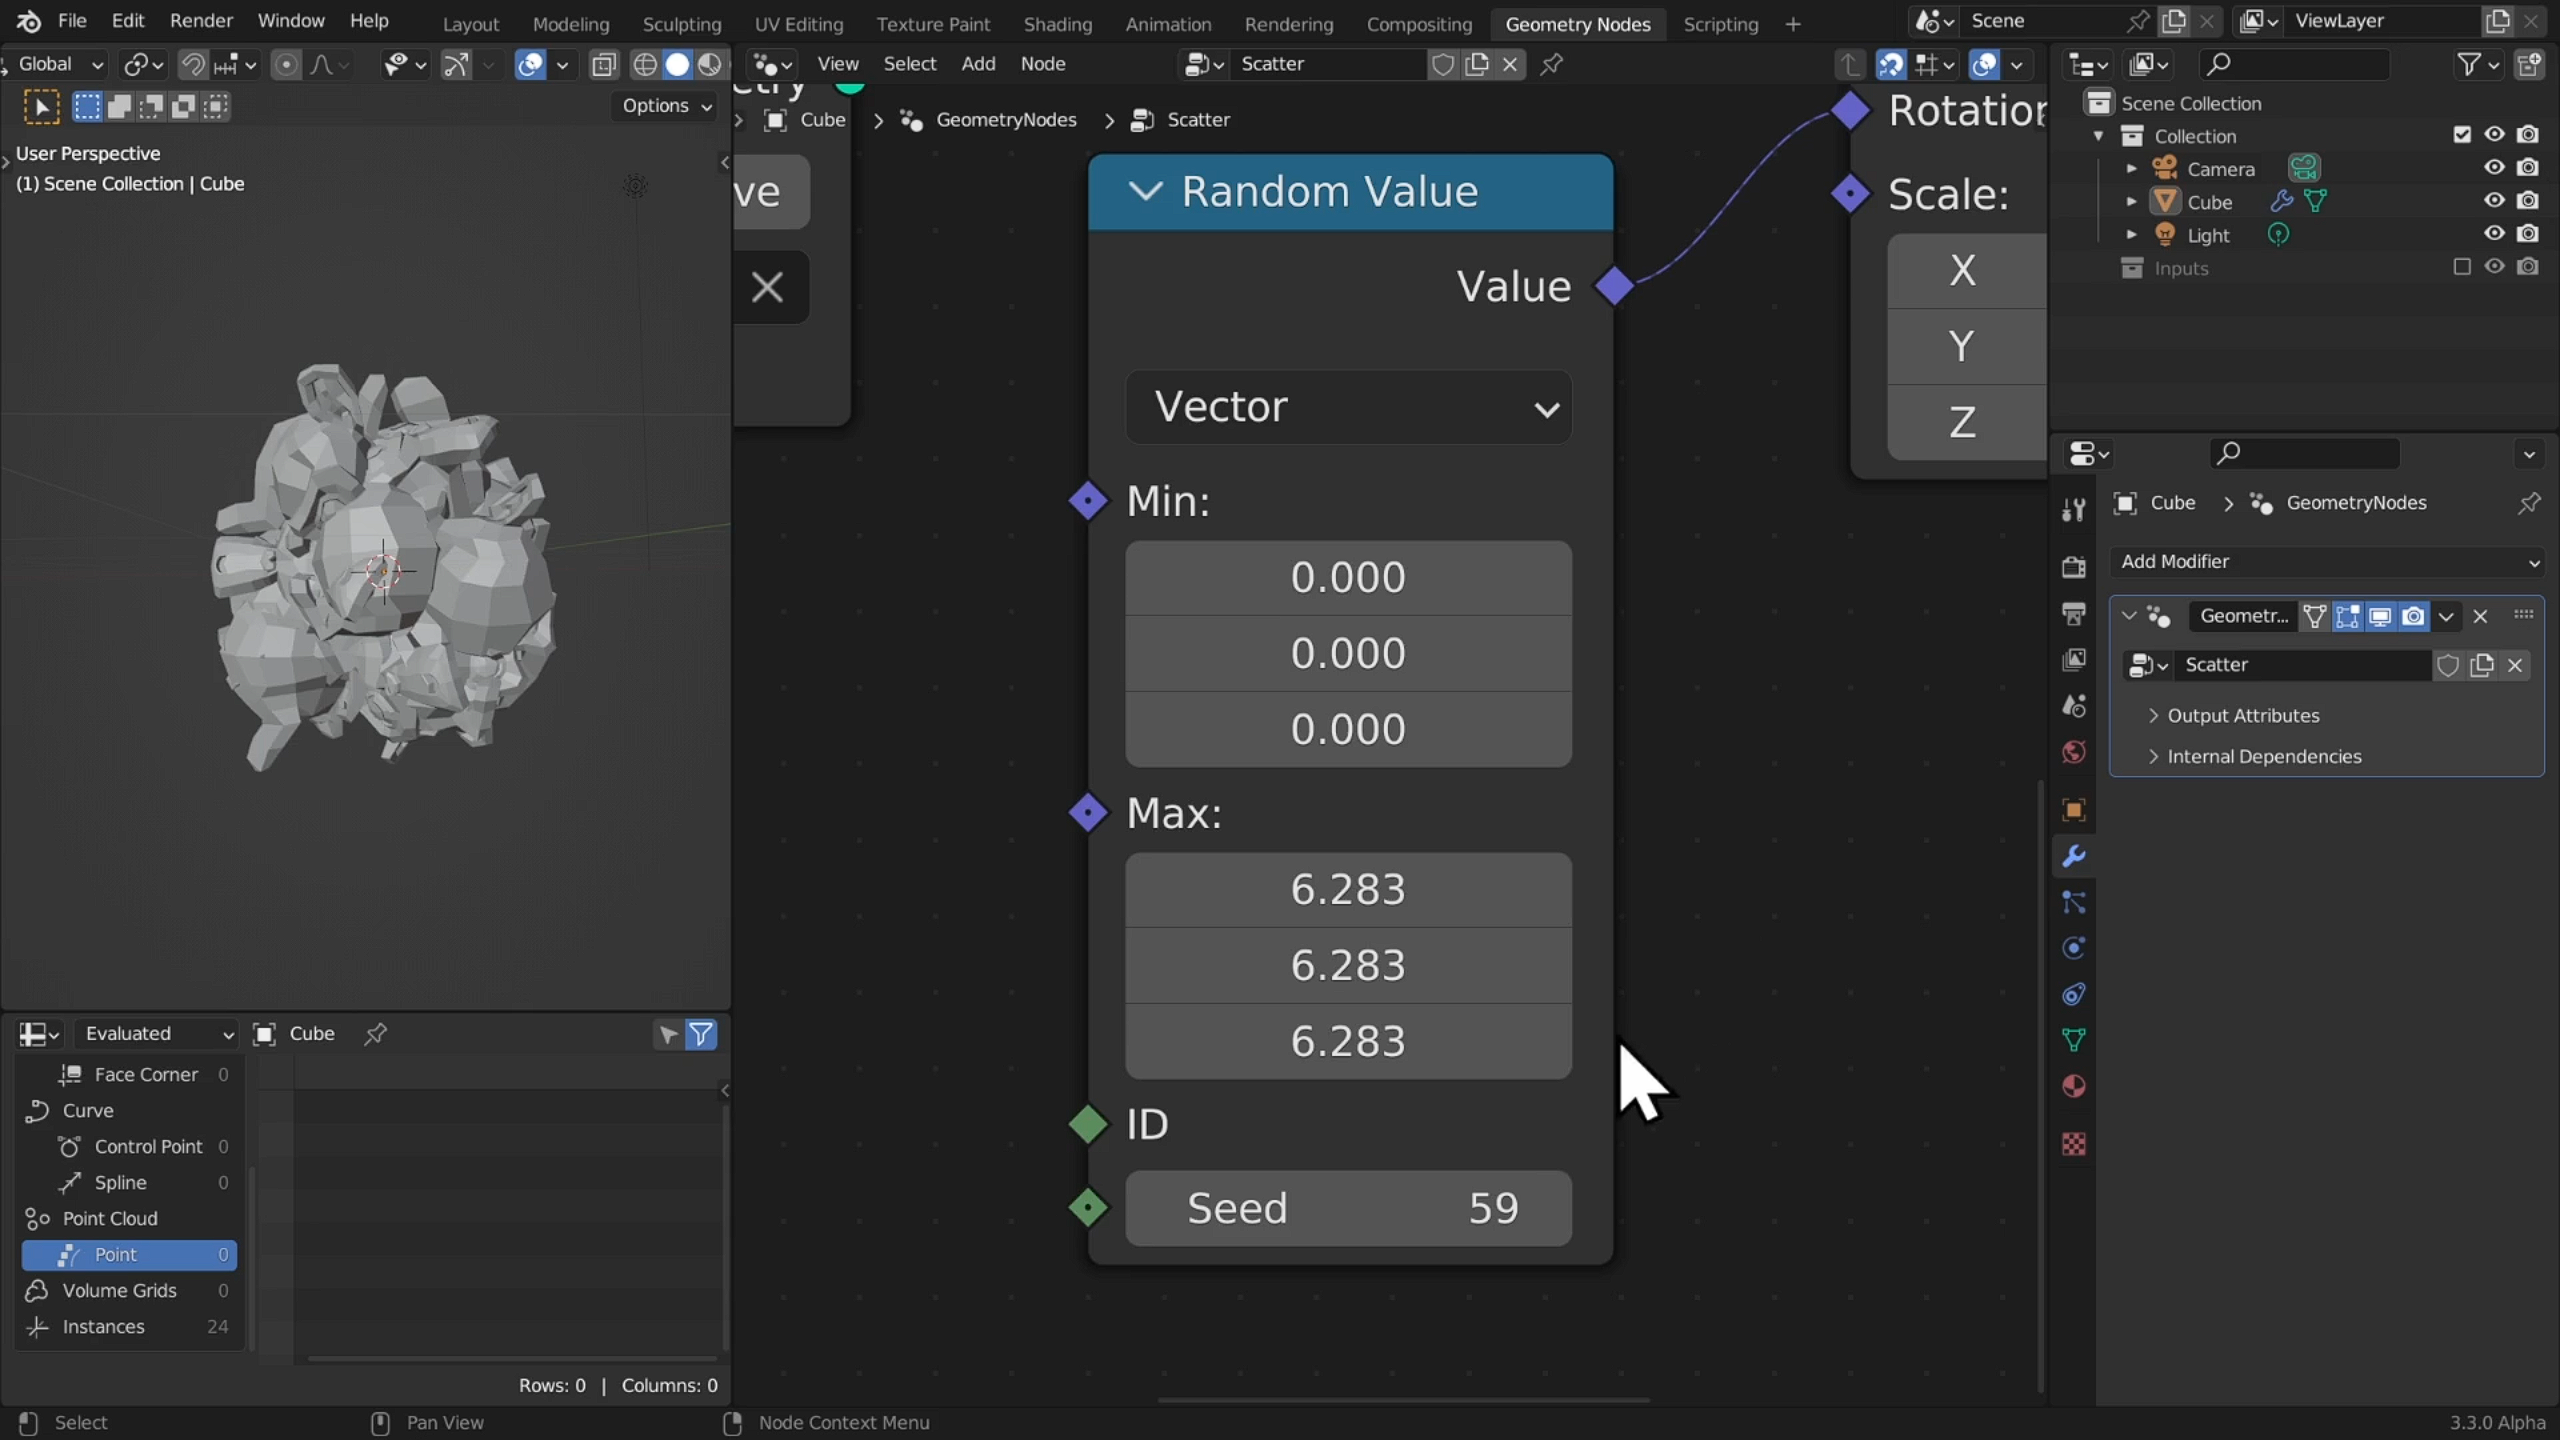 File Edit Render Window Help Layout Modeling Sculpting UV Editing Texture Paint Shading Animation Rendering Compositing Geometry Nodes Scripting + Scene ViewLayer
Global View Select Add Node Scatter
Options
Cube > GeometryNodes > Scatter
User Perspective
(1) Scene Collection | Cube
ve
Random Value
Value
Vector
Min:
0.000
0.000
0.000
Max:
6.283
6.283
6.283
ID
Seed 59
Rotation
Scale:
X
Y
Z
Scene Collection
Collection
Camera
Cube
Light
Inputs
Cube > GeometryNodes
Add Modifier
Geometr...
Scatter
Output Attributes
Internal Dependencies
Evaluated Cube
Face Corner 0
Curve
Control Point 0
Spline 0
Point Cloud
Point 0
Volume Grids 0
Instances 24
Rows: 0 | Columns: 0
Select Pan View Node Context Menu 3.3.0 Alpha